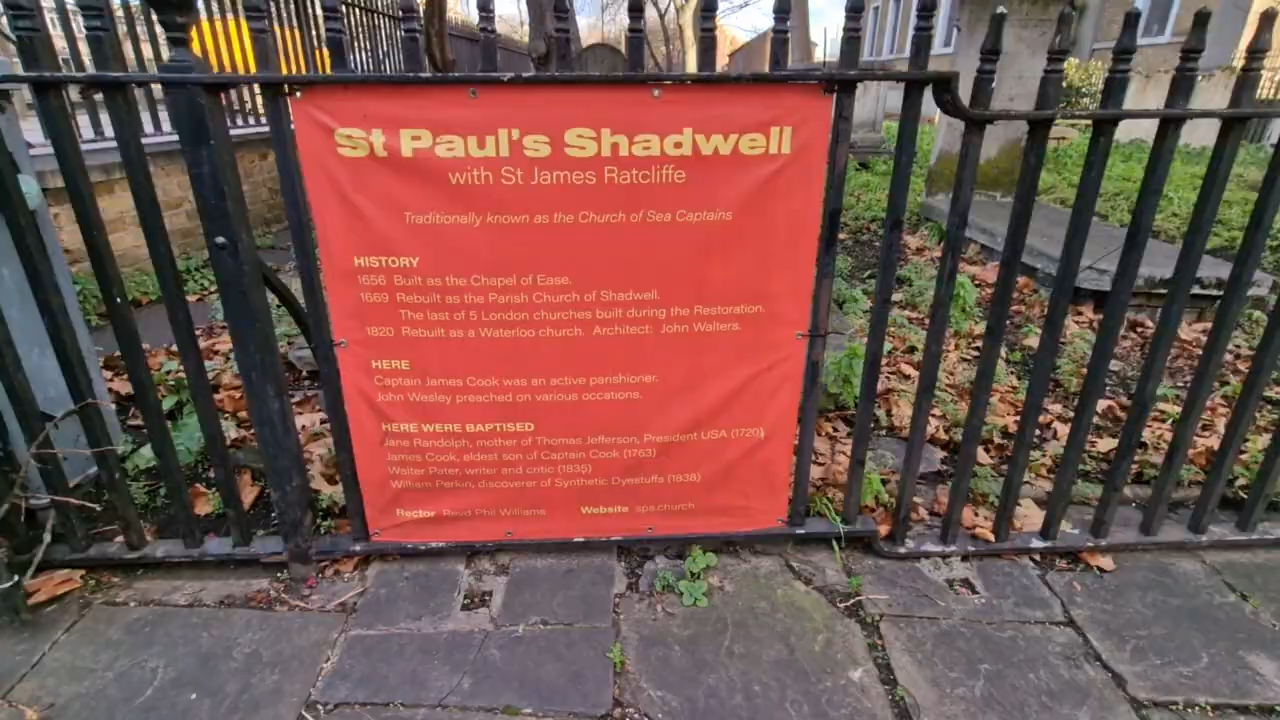 St Paul's Shadwell
with St James Ratcliffe
Traditionally known as the Church of Sea Captains
HISTORY
1656 Built as the Chapel of Ease.
1669 Rebuilt as the Parish Church of Shadwell.
The last of 5 London churches built during the Restoration.
1820 Rebuilt as a Waterloo church. Architect: John Walters.
HERE
Captain James Cook was an active parishioner.
John Wesley preached on various occations.
HERE WERE BAPTISED
Jane Randolph, mother of Thomas Jefferson, President USA (1720)
James Cook, eldest son of Captain Cook (1763)
Walter Pater, writer and critic (1835)
William Perkin, discoverer of Synthetic Dyestuffs (1838)
Rector Revd Phil Williams Website sps.church